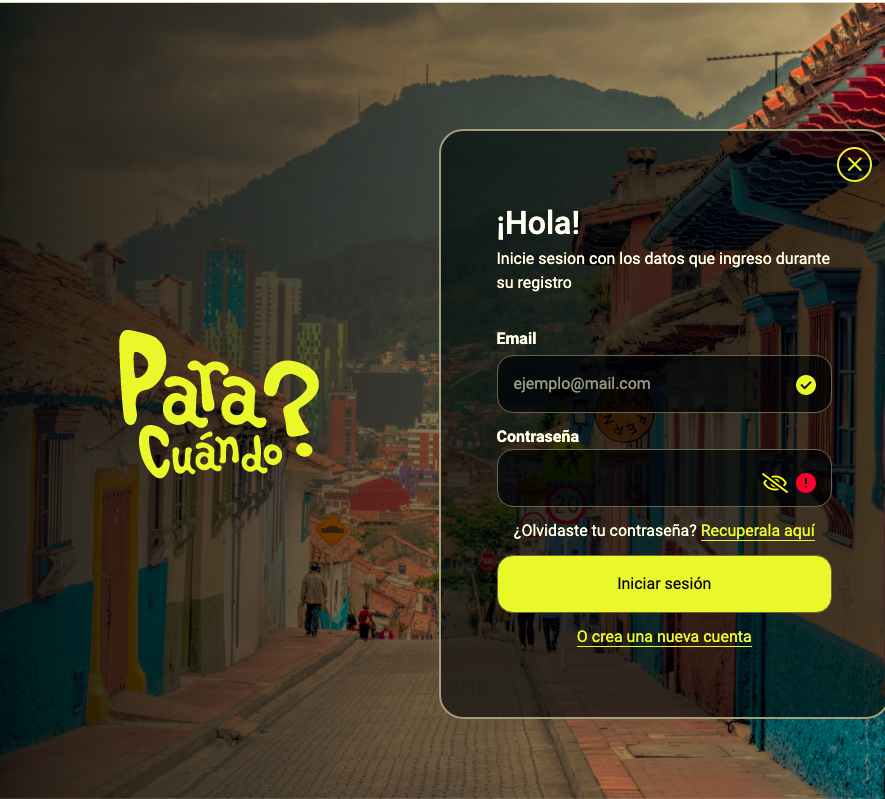 Para
Cuándo?
¡Hola!
Inicie sesion con los datos que ingreso durante
su registro
Email
ejemplo@mail.com
Contraseña
¿Olvidaste tu contraseña? Recuperala aquí
Iniciar sesión
O crea una nueva cuenta